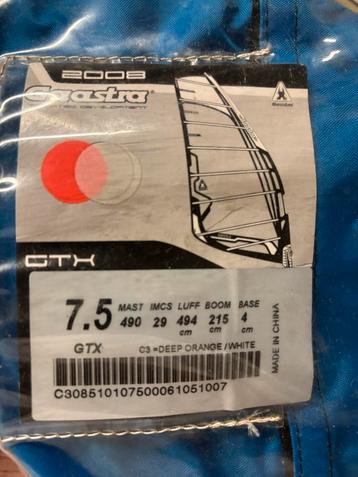 2008
Gaastra®
GTX
7.5 MAST IMCS LUFF BOOM BASE
490 29 494 215 4
cm cm cm
GTX C3 =DEEP ORANGE / WHITE
C308510107500061051007
MADE IN CHINA